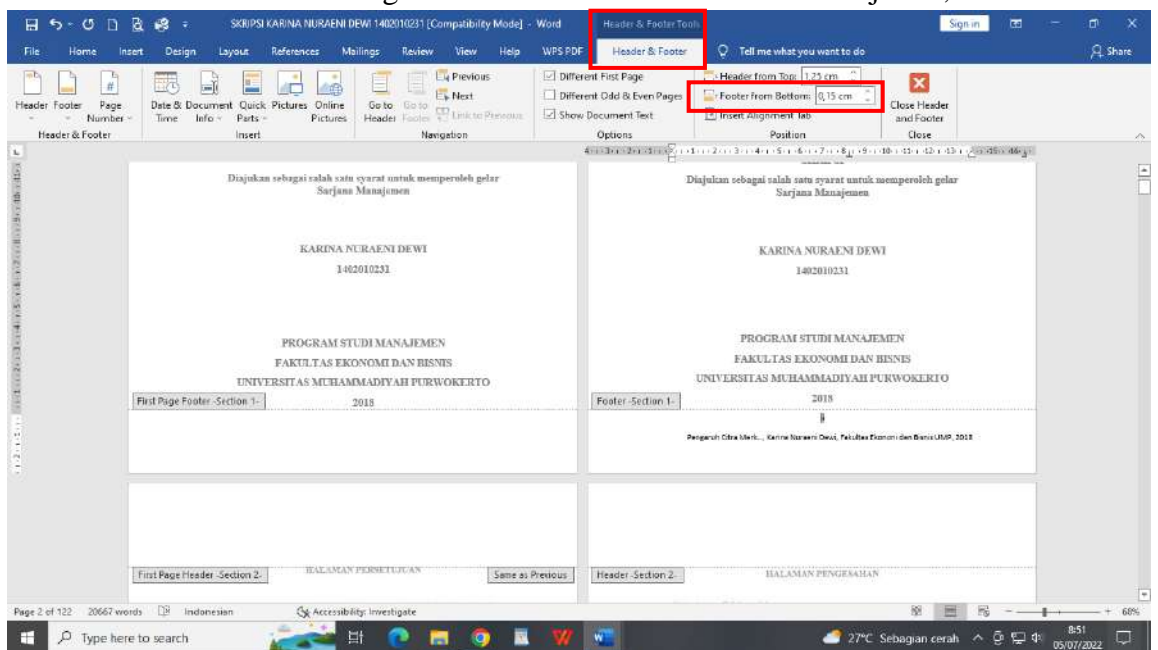 SKRIPSI KARINA NURAENI DEWI 1402010231 [Compatibility Mode] - Word
Header & Footer Tools
Sign in
File Home Insert Design Layout References Mailings Review View Help WPS PDF Header & Footer Tell me what you want to do Share
Header Footer Page Number
Date & Time Document Info Quick Parts Pictures Online Pictures
Go to Header Go to Footer
Previous
Next
Link to Previous
Different First Page
Different Odd & Even Pages
Show Document Text
Header from Top: 1,25 cm
Footer from Bottom: 0,15 cm
Insert Alignment Tab
Close Header and Footer
Header & Footer Insert Navigation Options Position Close
Diajukan sebagai salah satu syarat untuk memperoleh gelar
Sarjana Manajemen
KARINA NURAENI DEWI
1402010231
PROGRAM STUDI MANAJEMEN
FAKULTAS EKONOMI DAN BISNIS
UNIVERSITAS MUHAMMADIYAH PURWOKERTO
2018
First Page Footer -Section 1-
Diajukan sebagai salah satu syarat untuk memperoleh gelar
Sarjana Manajemen
KARINA NURAENI DEWI
1402010231
PROGRAM STUDI MANAJEMEN
FAKULTAS EKONOMI DAN BISNIS
UNIVERSITAS MUHAMMADIYAH PURWOKERTO
2018
Footer -Section 1-
Pengaruh Citra Merk..., Karina Nuraeni Dewi, Fakultas Ekonomi dan Bisnis UMP, 2018
First Page Header -Section 2-
HALAMAN PERSETUJUAN
Same as Previous
Header -Section 2-
HALAMAN PENGESAHAN
Page 2 of 122 20667 words Indonesian Accessibility: Investigate 68%
Type here to search
27°C Sebagian cerah
8:51
05/07/2022